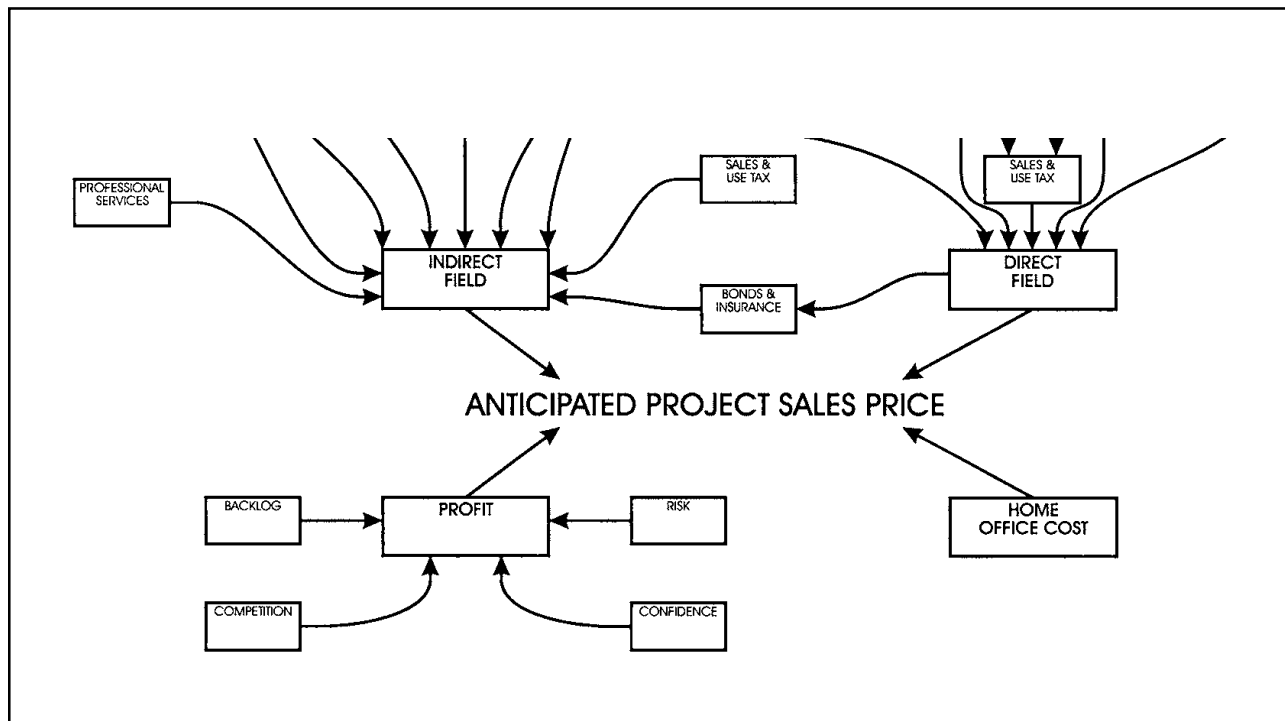 SALES &
USE TAX
SALES &
USE TAX
PROFESSIONAL
SERVICES
INDIRECT
FIELD
DIRECT
FIELD
BONDS &
INSURANCE
ANTICIPATED PROJECT SALES PRICE
BACKLOG
PROFIT
RISK
HOME
OFFICE COST
COMPETITION
CONFIDENCE